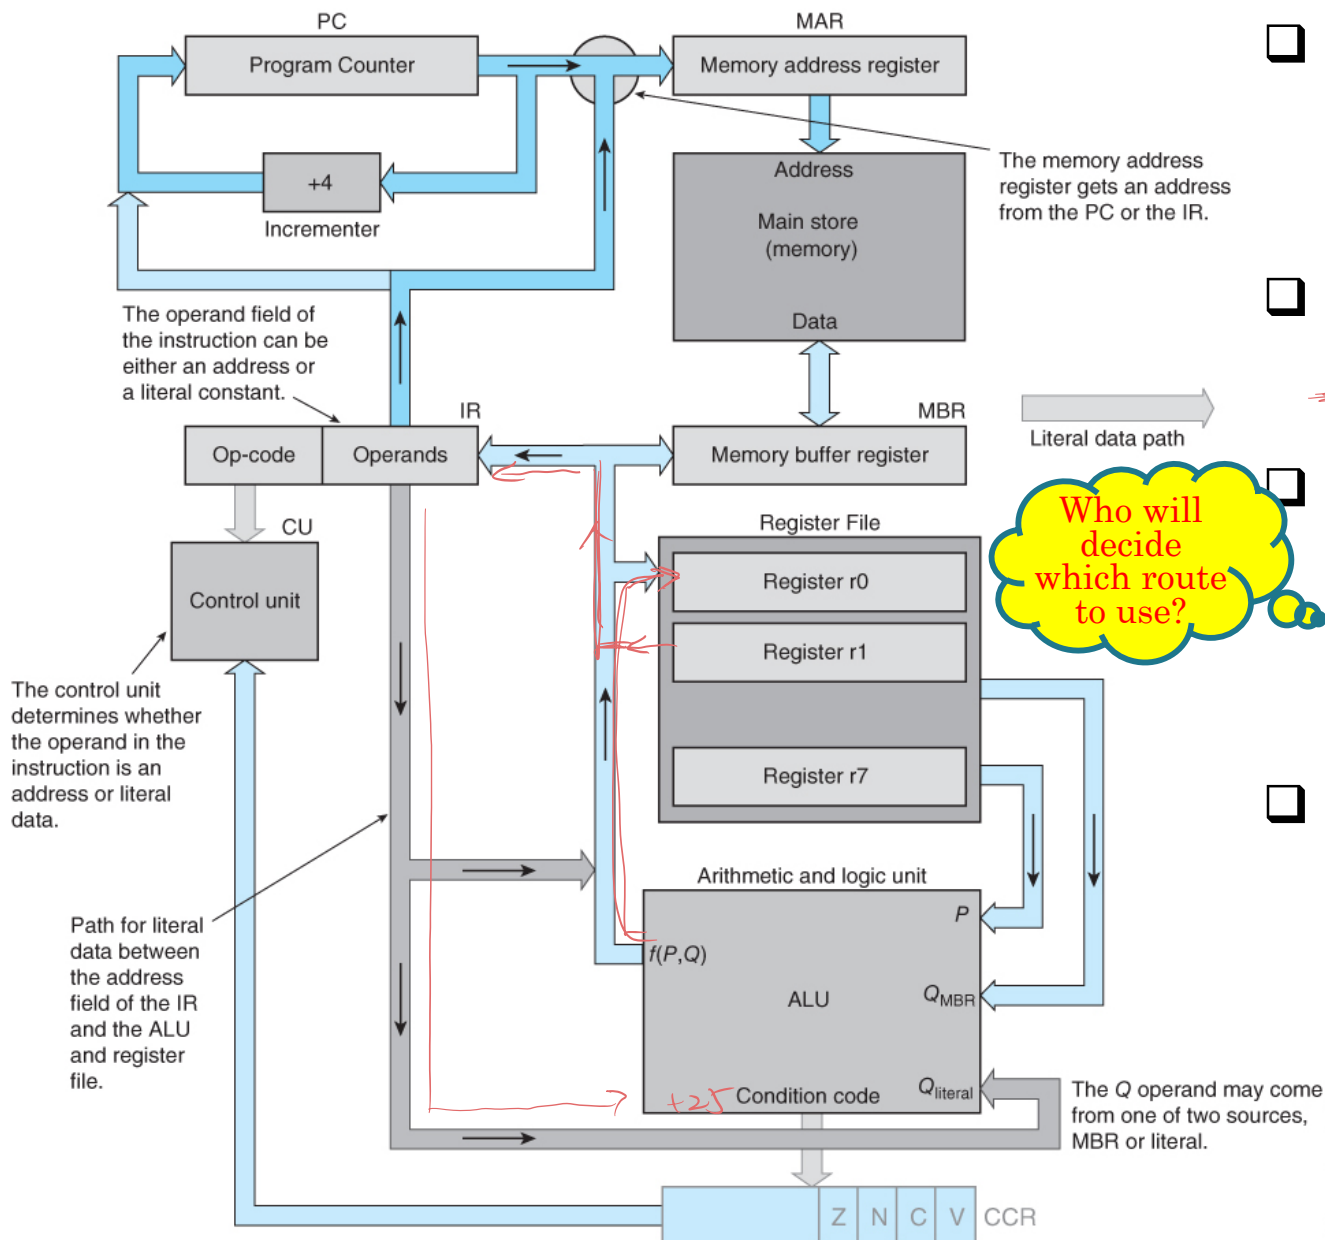 PC
MAR
Program Counter
Memory address register
+4
Incrementer
Address
Main store
(memory)
Data
The memory address
register gets an address
from the PC or the IR.
The operand field of
the instruction can be
either an address or
a literal constant.
IR
MBR
Op-code
Operands
Memory buffer register
Literal data path
CU
Control unit
Register File
Register r0
Register r1
Register r7
Who will
decide
which route
to use?
The control unit
determines whether
the operand in the
instruction is an
address or literal
data.
Arithmetic and logic unit
P
f(P,Q)
ALU
QMBR
Qliteral
+25
Condition code
Path for literal
data between
the address
field of the IR
and the ALU
and register
file.
The Q operand may come
from one of two sources,
MBR or literal.
Z N C V CCR